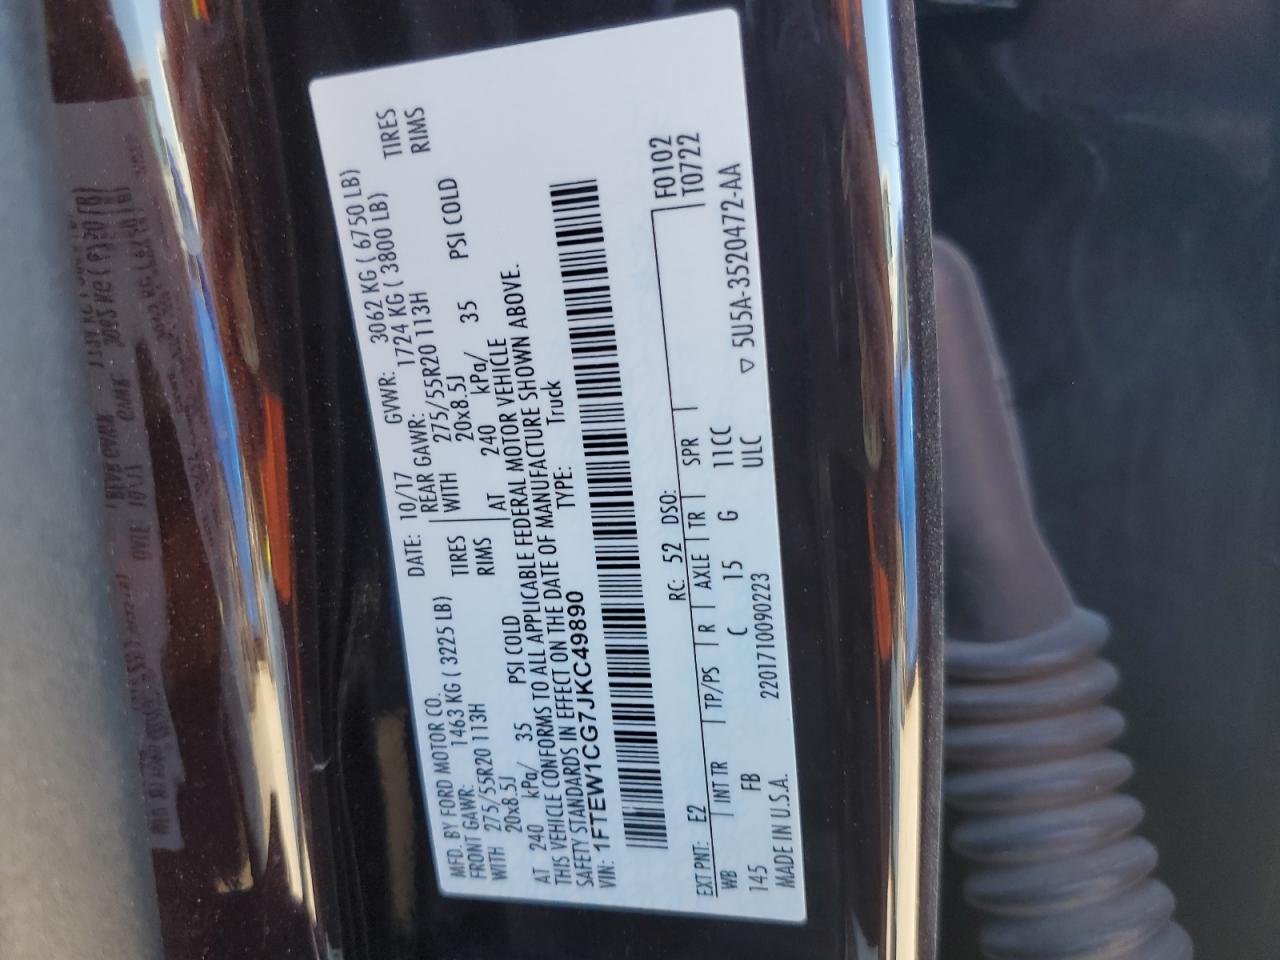 MFD. BY FORD MOTOR CO.
DATE: 10/17 GVWR: 3062 KG ( 6750 LB)
FRONT GAWR: 1463 KG ( 3225 LB) REAR GAWR: 1724 KG ( 3800 LB)
WITH 275/55R20 113H TIRES WITH 275/55R20 113H TIRES
20x8.5J RIMS 20x8.5J RIMS
AT 240 kPa/ 35 PSI COLD AT 240 kPa/ 35 PSI COLD
THIS VEHICLE CONFORMS TO ALL APPLICABLE FEDERAL MOTOR VEHICLE
SAFETY STANDARDS IN EFFECT ON THE DATE OF MANUFACTURE SHOWN ABOVE.
VIN: 1FTEW1CG7JKC49890 TYPE: Truck
F0102
T0722
EXT PNT: E2 RC: 52 DSO:
WB INT TR TP/PS R AXLE TR SPR
145 FB C 15 G 11CC
ULC
MADE IN U.S.A. 2201710090223 ▽ 5U5A-3520472-AA